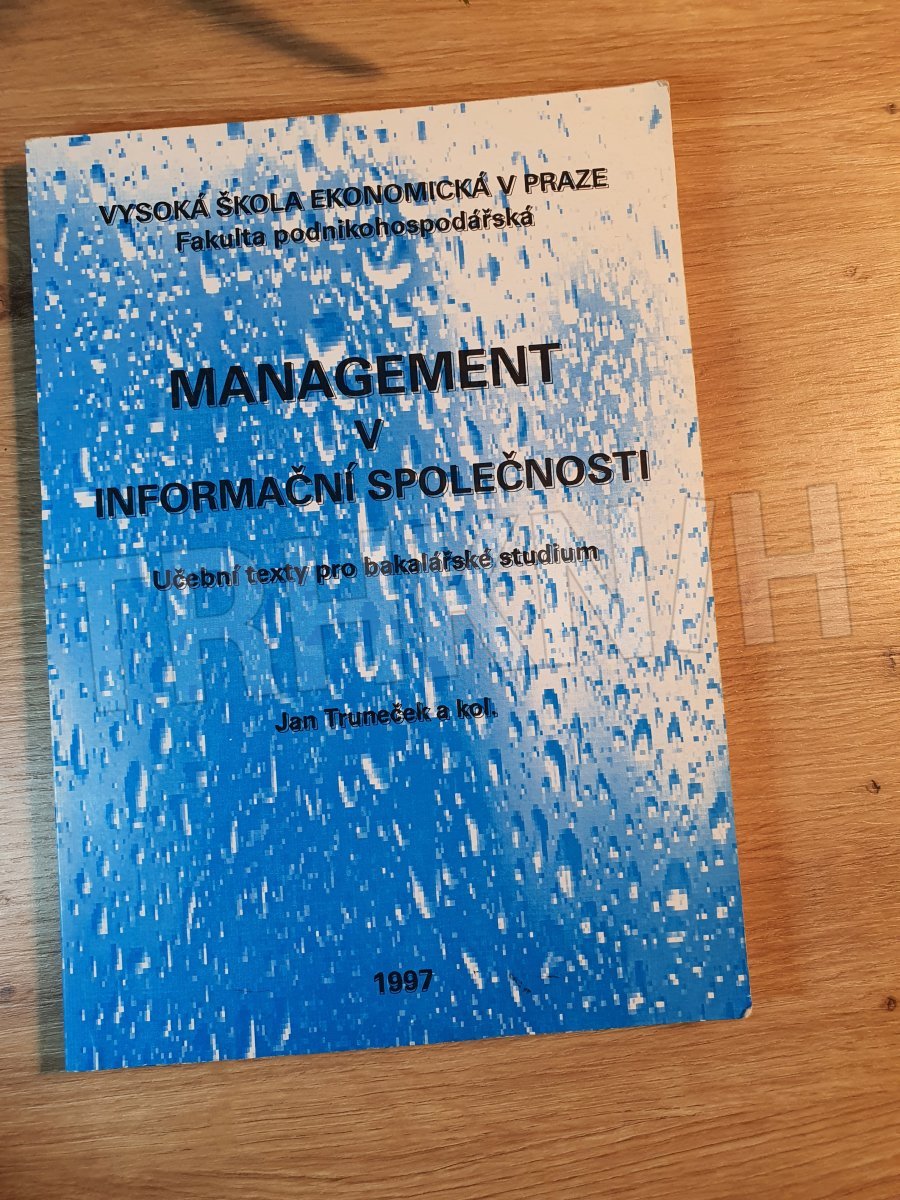 VYSOKÁ ŠKOLA EKONOMICKÁ V PRAZE
Fakulta podnikohospodářská
MANAGEMENT
V
INFORMAČNÍ SPOLEČNOSTI
Učební texty pro bakalářské studium
Jan Truneček a kol.
1997